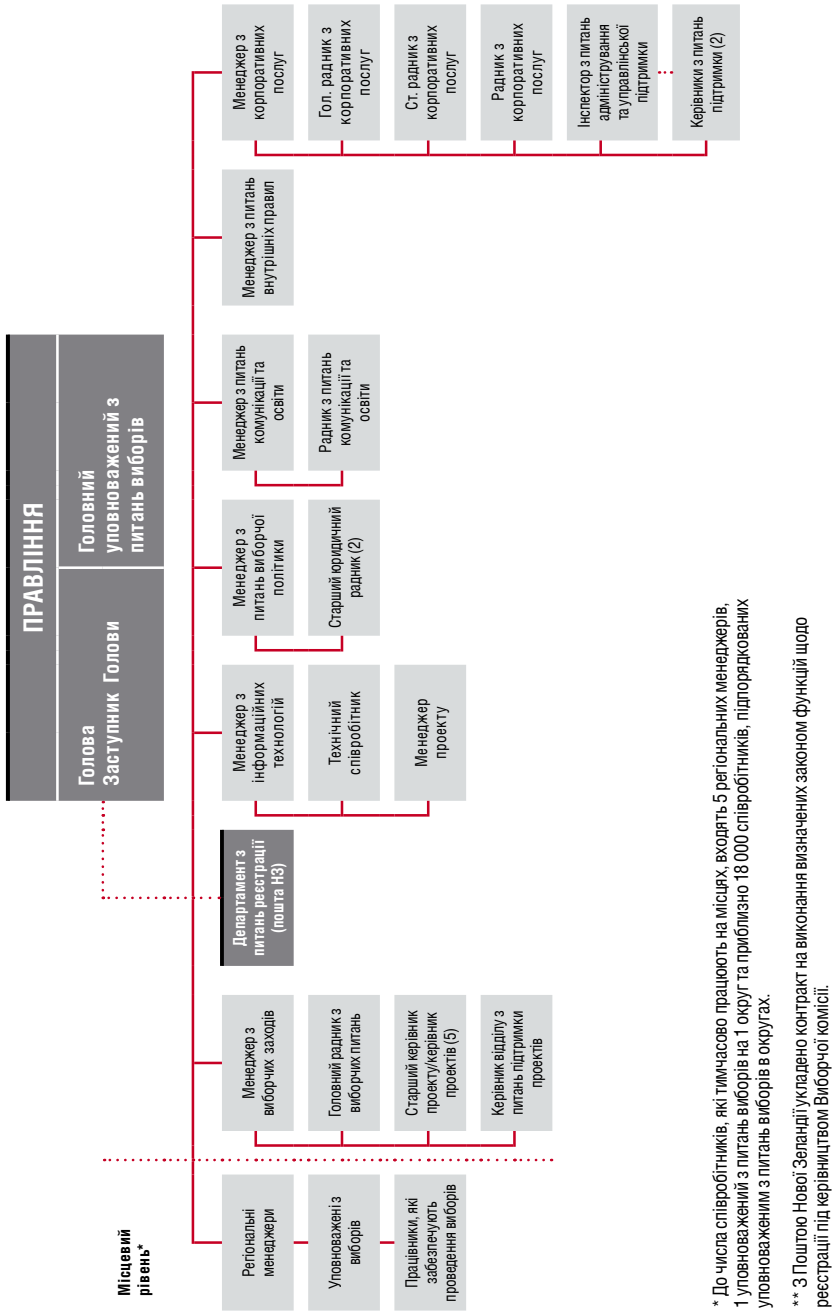 ПРАВЛІННЯ
Голова
Заступник Голови
Головний
уповноважений з
питань виборів
Місцевий
рівень*
Регіональні
менеджери
Уповноважені з
виборів
Працівники, які
забезпечують
проведення виборів
Менеджер з
виборчих заходів
Головний радник з
виборчих питань
Старший керівник
проекту/керівник
проектів (5)
Керівник відділу з
питань підтримки
проектів
Департамент з
питань реєстрації
(пошта НЗ)
Менеджер з
інформаційних
технологій
Технічний
співробітник
Менеджер
проекту
Менеджер з
питань виборчої
політики
Старший юридичний
радник (2)
Менеджер з питань
комунікації та
освіти
Радник з питань
комунікації та
освіти
Менеджер з питань
внутрішніх правил
Менеджер з
корпоративних
послуг
Гол. радник з
корпоративних
послуг
Ст. радник з
корпоративних
послуг
Радник з
корпоративних
послуг
Інспектор з питань
адміністрування
та управлінської
підтримки
Керівники з питань
підтримки (2)
* До числа співробітників, які тимчасово працюють на місцях, входять 5 регіональних менеджерів,
1 уповноважений з питань виборів на 1 округ та приблизно 18 000 співробітників, підпорядкованих
уповноваженим з питань виборів в округах.
** З Поштою Нової Зеландії укладено контракт на виконання визначених законом функцій щодо
реєстрації під керівництвом Виборчої комісії.